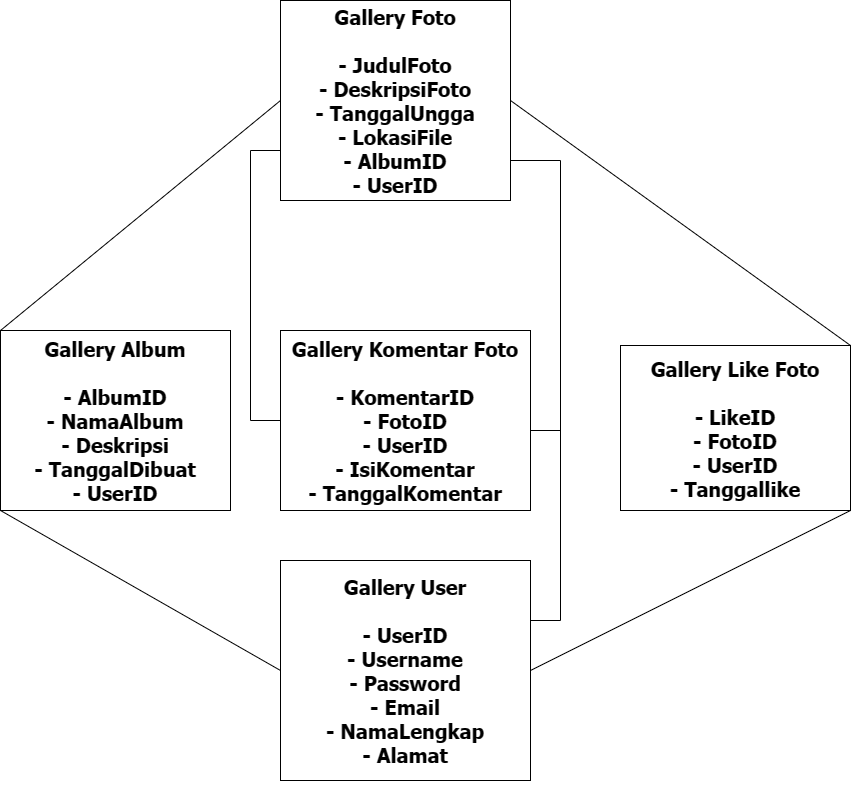 Gallery Foto
- JudulFoto
- DeskripsiFoto
- TanggalUngga
- LokasiFile
- AlbumID
- UserID
Gallery Album
- AlbumID
- NamaAlbum
- Deskripsi
- TanggalDibuat
- UserID
Gallery Komentar Foto
- KomentarID
- FotoID
- UserID
- IsiKomentar
- TanggalKomentar
Gallery Like Foto
- LikeID
- FotoID
- UserID
- Tanggallike
Gallery User
- UserID
- Username
- Password
- Email
- NamaLengkap
- Alamat